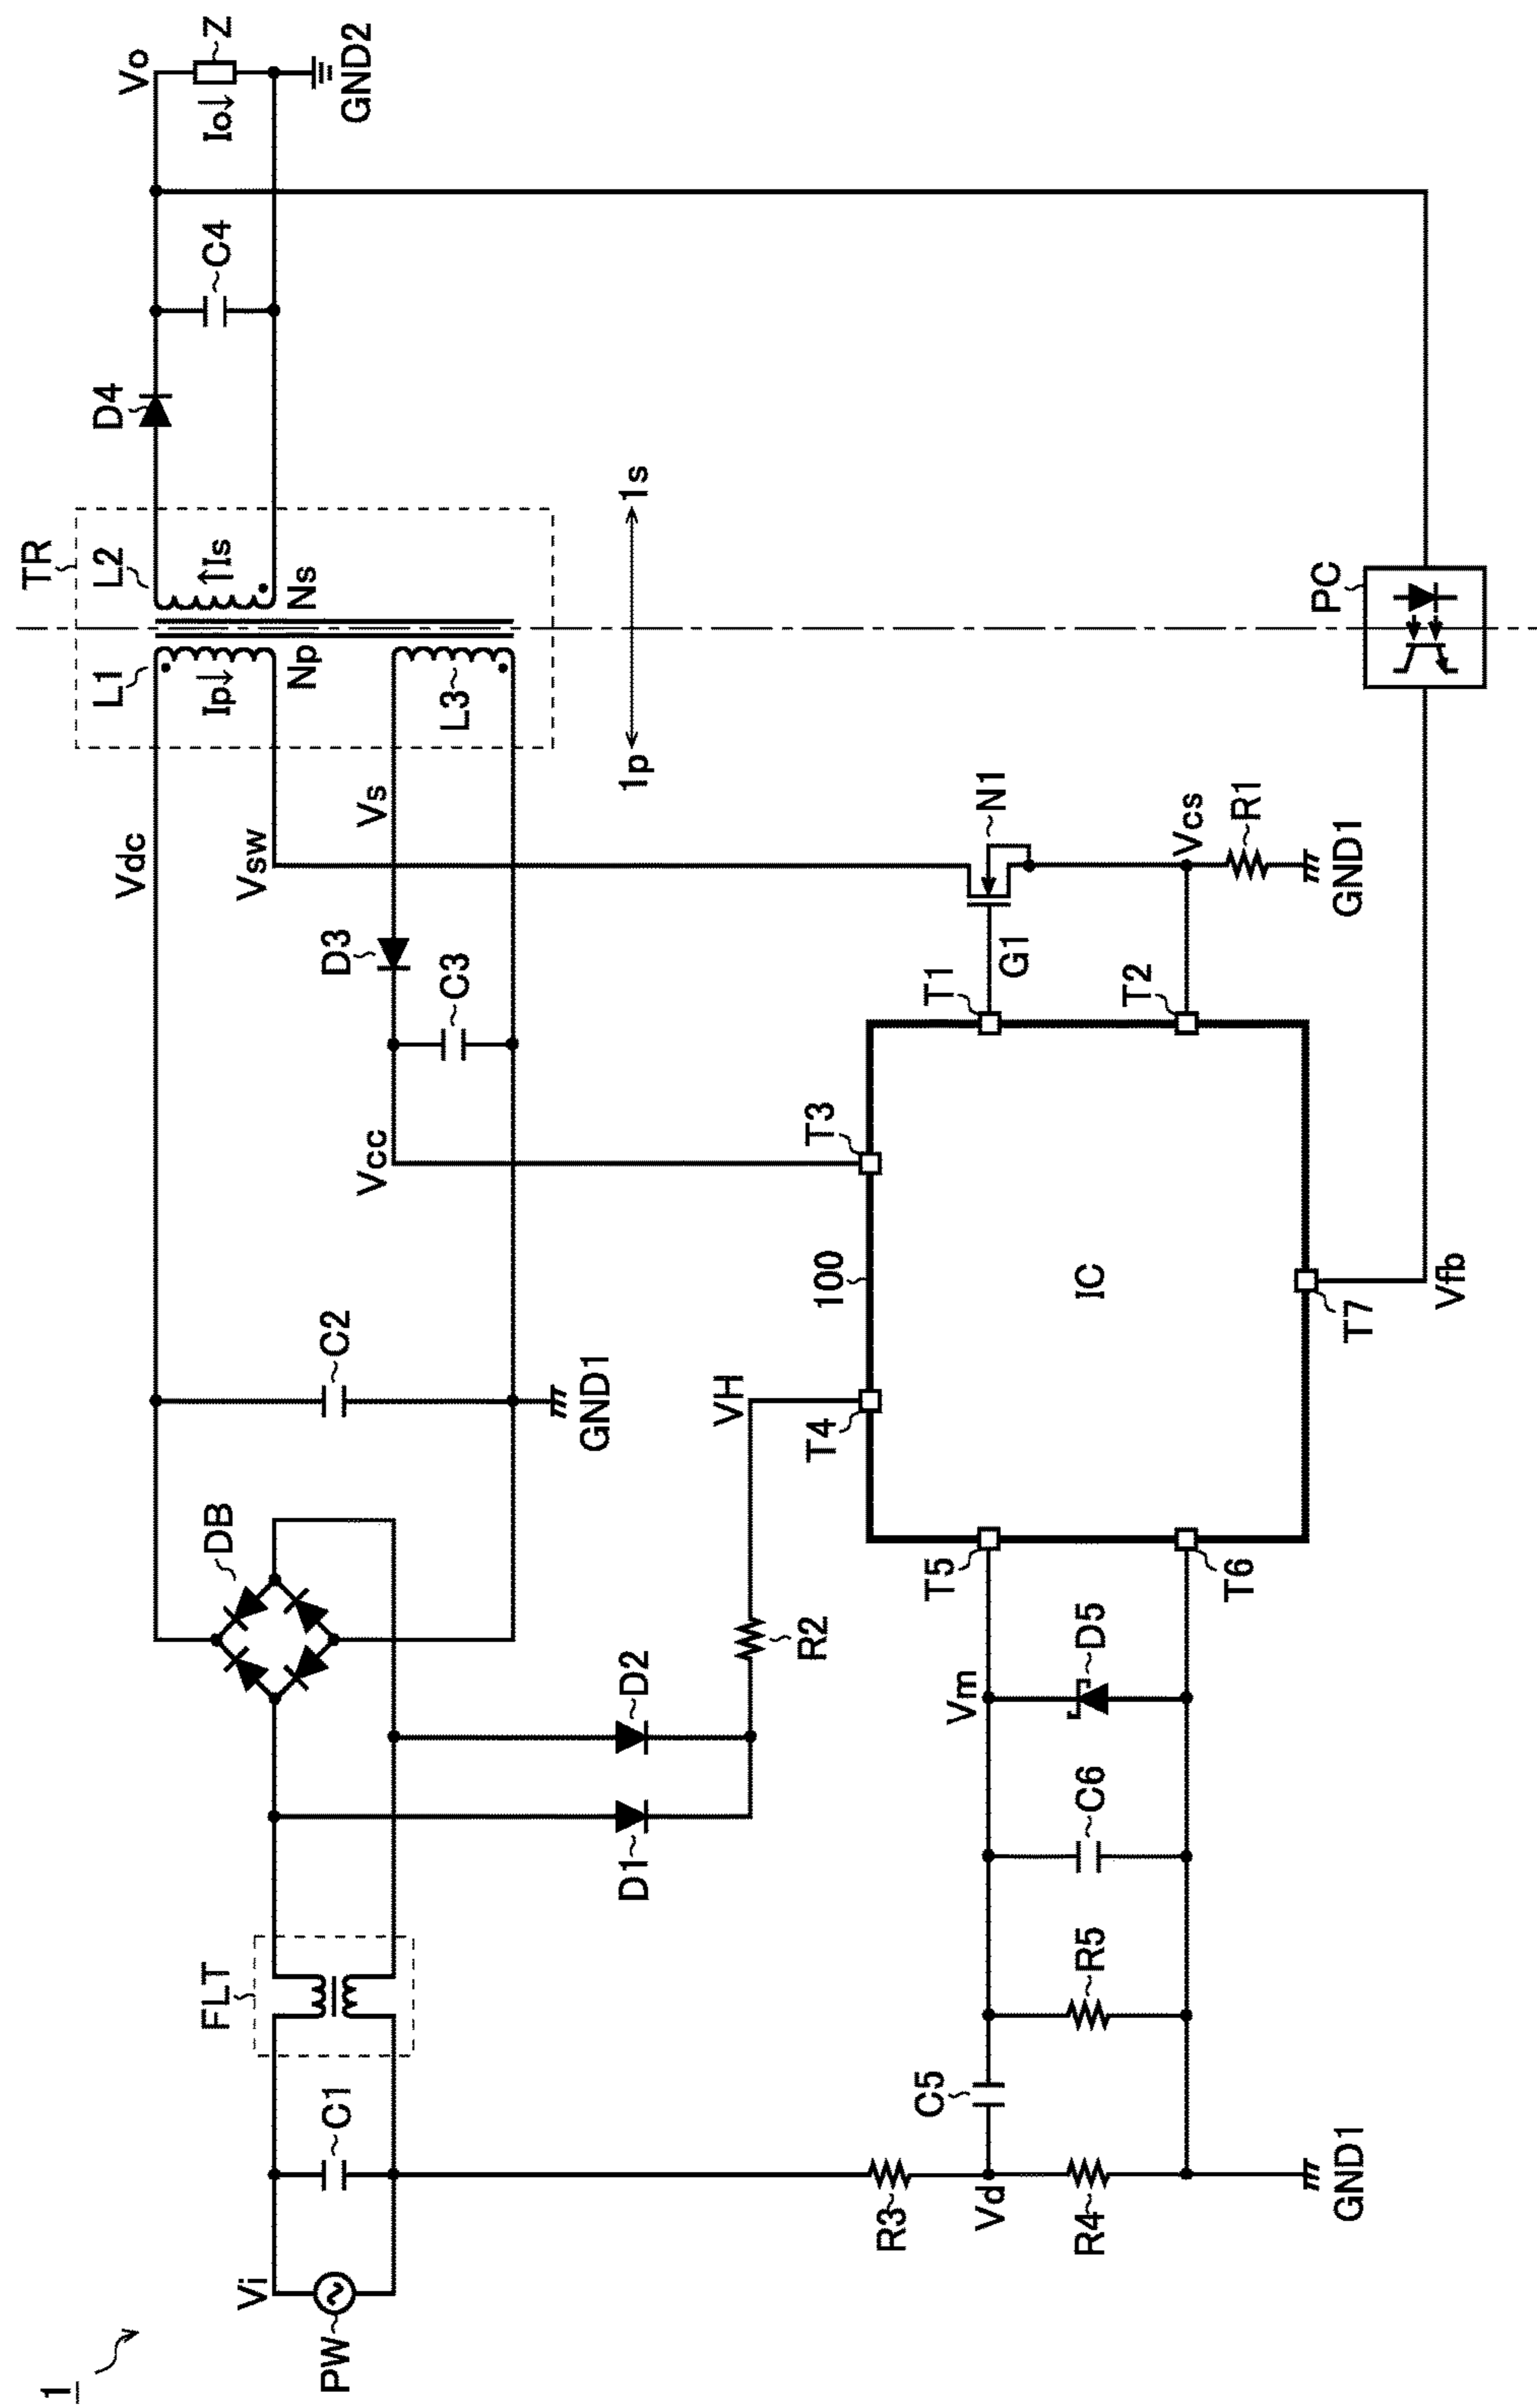 1
PW
Vi
C1
FLT
DB
C2
GND1
Vdc
Vsw
D3
C3
Vcc
Vs
TR
L1
Ip
Np
L3
L2
Is
Ns
D4
C4
Vo
Io
Z
GND2
1p
1s
D1
D2
R2
VH
T4
100
T3
IC
T1
G1
N1
T2
Vcs
R1
GND1
PC
T5
T6
T7
Vfb
R3
Vd
R4
C5
R5
C6
Vm
D5
GND1